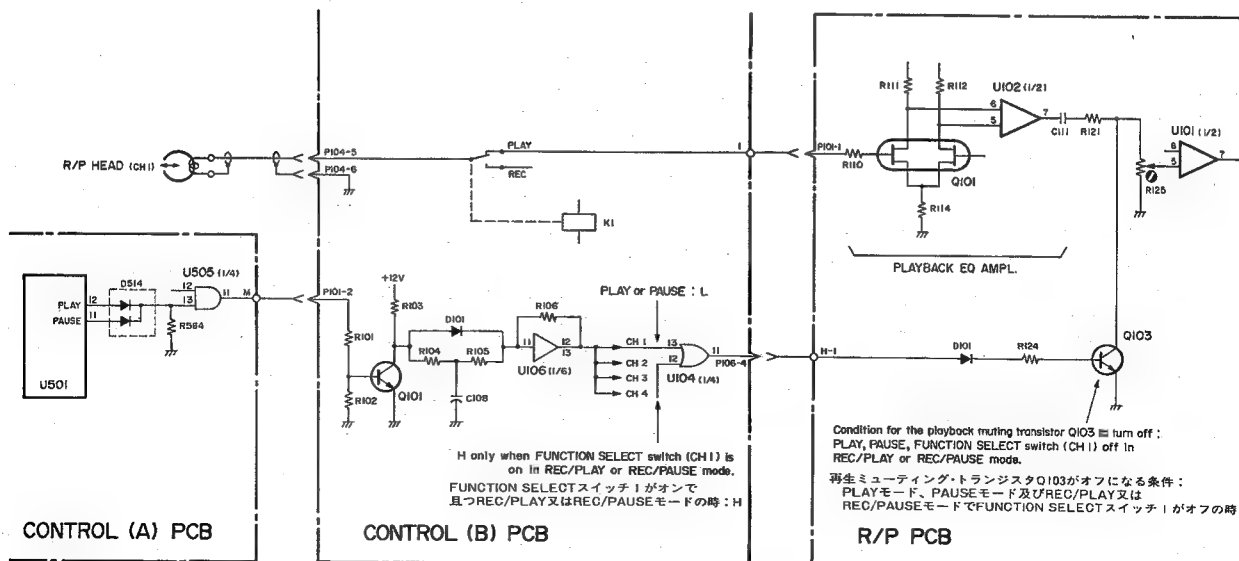 R/P HEAD (CH1)
P104-5
P104-6
PLAY
REC
K1
1
P101-1
R110
R111
R112
Q101
R114
U102 (1/2)
6
5
7
C111
R121
U101 (1/2)
6
5
7
R125
PLAYBACK EQ AMPL.
U501
PLAY
PAUSE
12
11
D514
R584
U505 (1/4)
12
13
11
M
P101-2
R101
R102
+12V
R103
Q101
D101
R104
R105
C108
R106
11
12
13
U106 (1/6)
CH 1
CH 2
CH 3
CH 4
PLAY or PAUSE : L
13
12
11
U104 (1/4)
P106-4
H-1
D101
R124
Q103
H only when FUNCTION SELECT switch (CH1) is
on in REC/PLAY or REC/PAUSE mode.
FUNCTION SELECTスイッチ1がオンで
且つREC/PLAY又はREC/PAUSEモードの時:H
Condition for the playback muting transistor Q103 turn off :
PLAY, PAUSE, FUNCTION SELECT switch (CH1) off in
REC/PLAY or REC/PAUSE mode.
再生ミューティング・トランジスタQ103がオフになる条件:
PLAYモード、PAUSEモード及びREC/PLAY又は
REC/PAUSEモードでFUNCTION SELECTスイッチ1がオフの時
CONTROL (A) PCB
CONTROL (B) PCB
R/P PCB